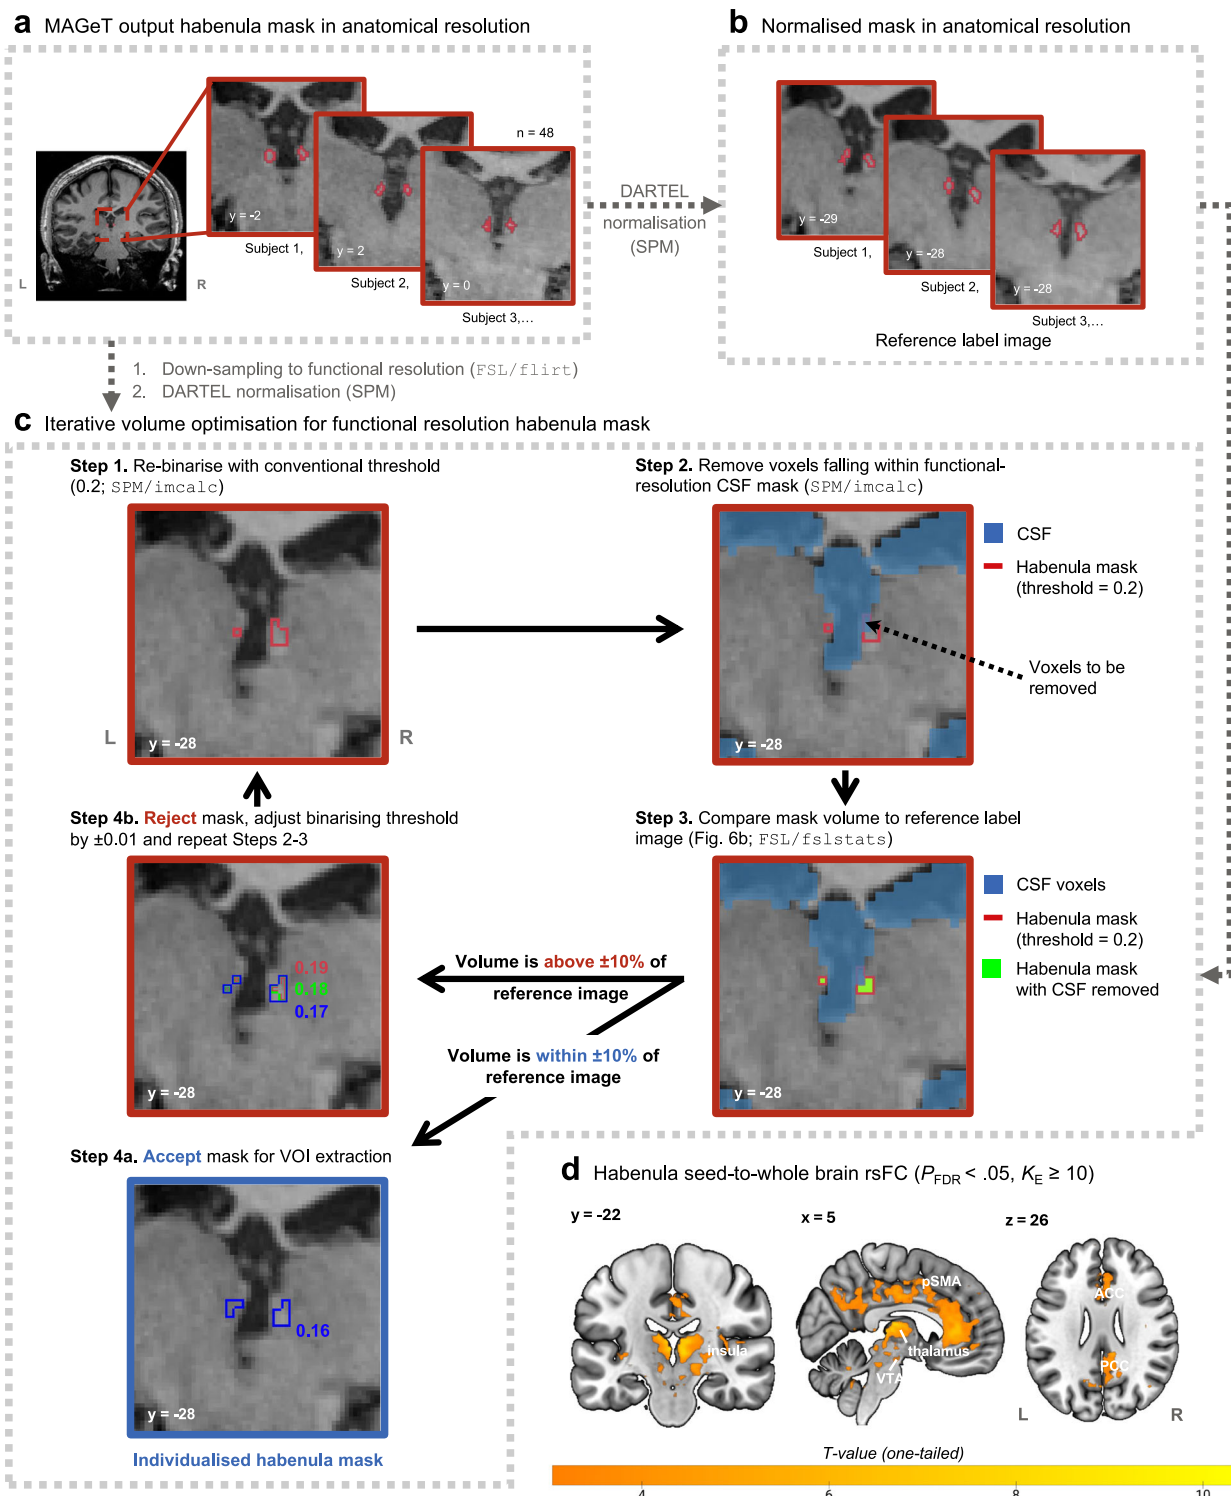 a MAGeT output habenula mask in anatomical resolution
n = 48
y = -2
Subject 1,
y = 2
Subject 2,
y = 0
Subject 3,...
L
R
DARTEL
normalisation
(SPM)
b Normalised mask in anatomical resolution
y = -29
Subject 1,
y = -28
Subject 2,
y = -28
Subject 3,...
Reference label image
1. Down-sampling to functional resolution (FSL/flirt)
2. DARTEL normalisation (SPM)
c Iterative volume optimisation for functional resolution habenula mask
Step 1. Re-binarise with conventional threshold
(0.2; SPM/imcalc)
L
R
y = -28
Step 2. Remove voxels falling within functional-
resolution CSF mask (SPM/imcalc)
CSF
Habenula mask
(threshold = 0.2)
Voxels to be
removed
y = -28
Step 3. Compare mask volume to reference label
image (Fig. 6b; FSL/fslstats)
CSF voxels
Habenula mask
(threshold = 0.2)
Habenula mask
with CSF removed
y = -28
Volume is above ±10% of
reference image
Volume is within ±10% of
reference image
Step 4b. Reject mask, adjust binarising threshold
by ±0.01 and repeat Steps 2-3
0.19
0.18
0.17
y = -28
Step 4a. Accept mask for VOI extraction
0.16
y = -28
Individualised habenula mask
d Habenula seed-to-whole brain rsFC (PFDR < .05, KE ≥ 10)
y = -22
x = 5
z = 26
insula
pSMA
thalamus
VTA
ACC
PCC
L
R
T-value (one-tailed)
4
6
8
10